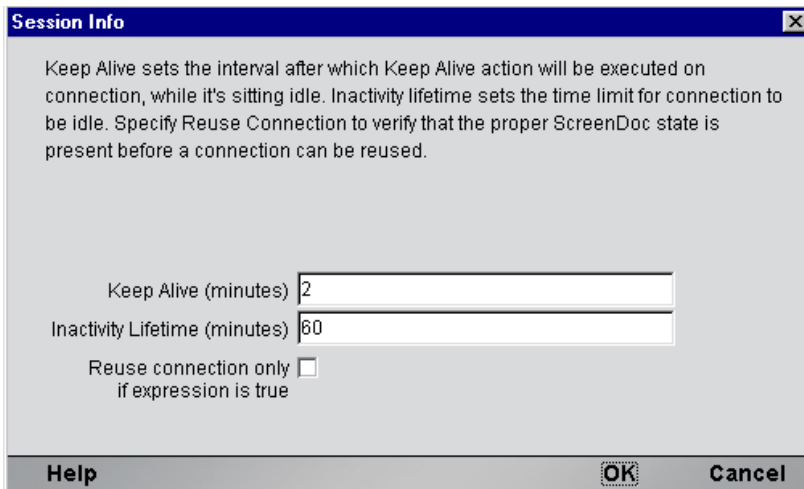 Session Info
Keep Alive sets the interval after which Keep Alive action will be executed on
connection, while it's sitting idle. Inactivity lifetime sets the time limit for connection to
be idle. Specify Reuse Connection to verify that the proper ScreenDoc state is
present before a connection can be reused.
Keep Alive (minutes) 2
Inactivity Lifetime (minutes) 60
Reuse connection only
if expression is true
Help OK Cancel